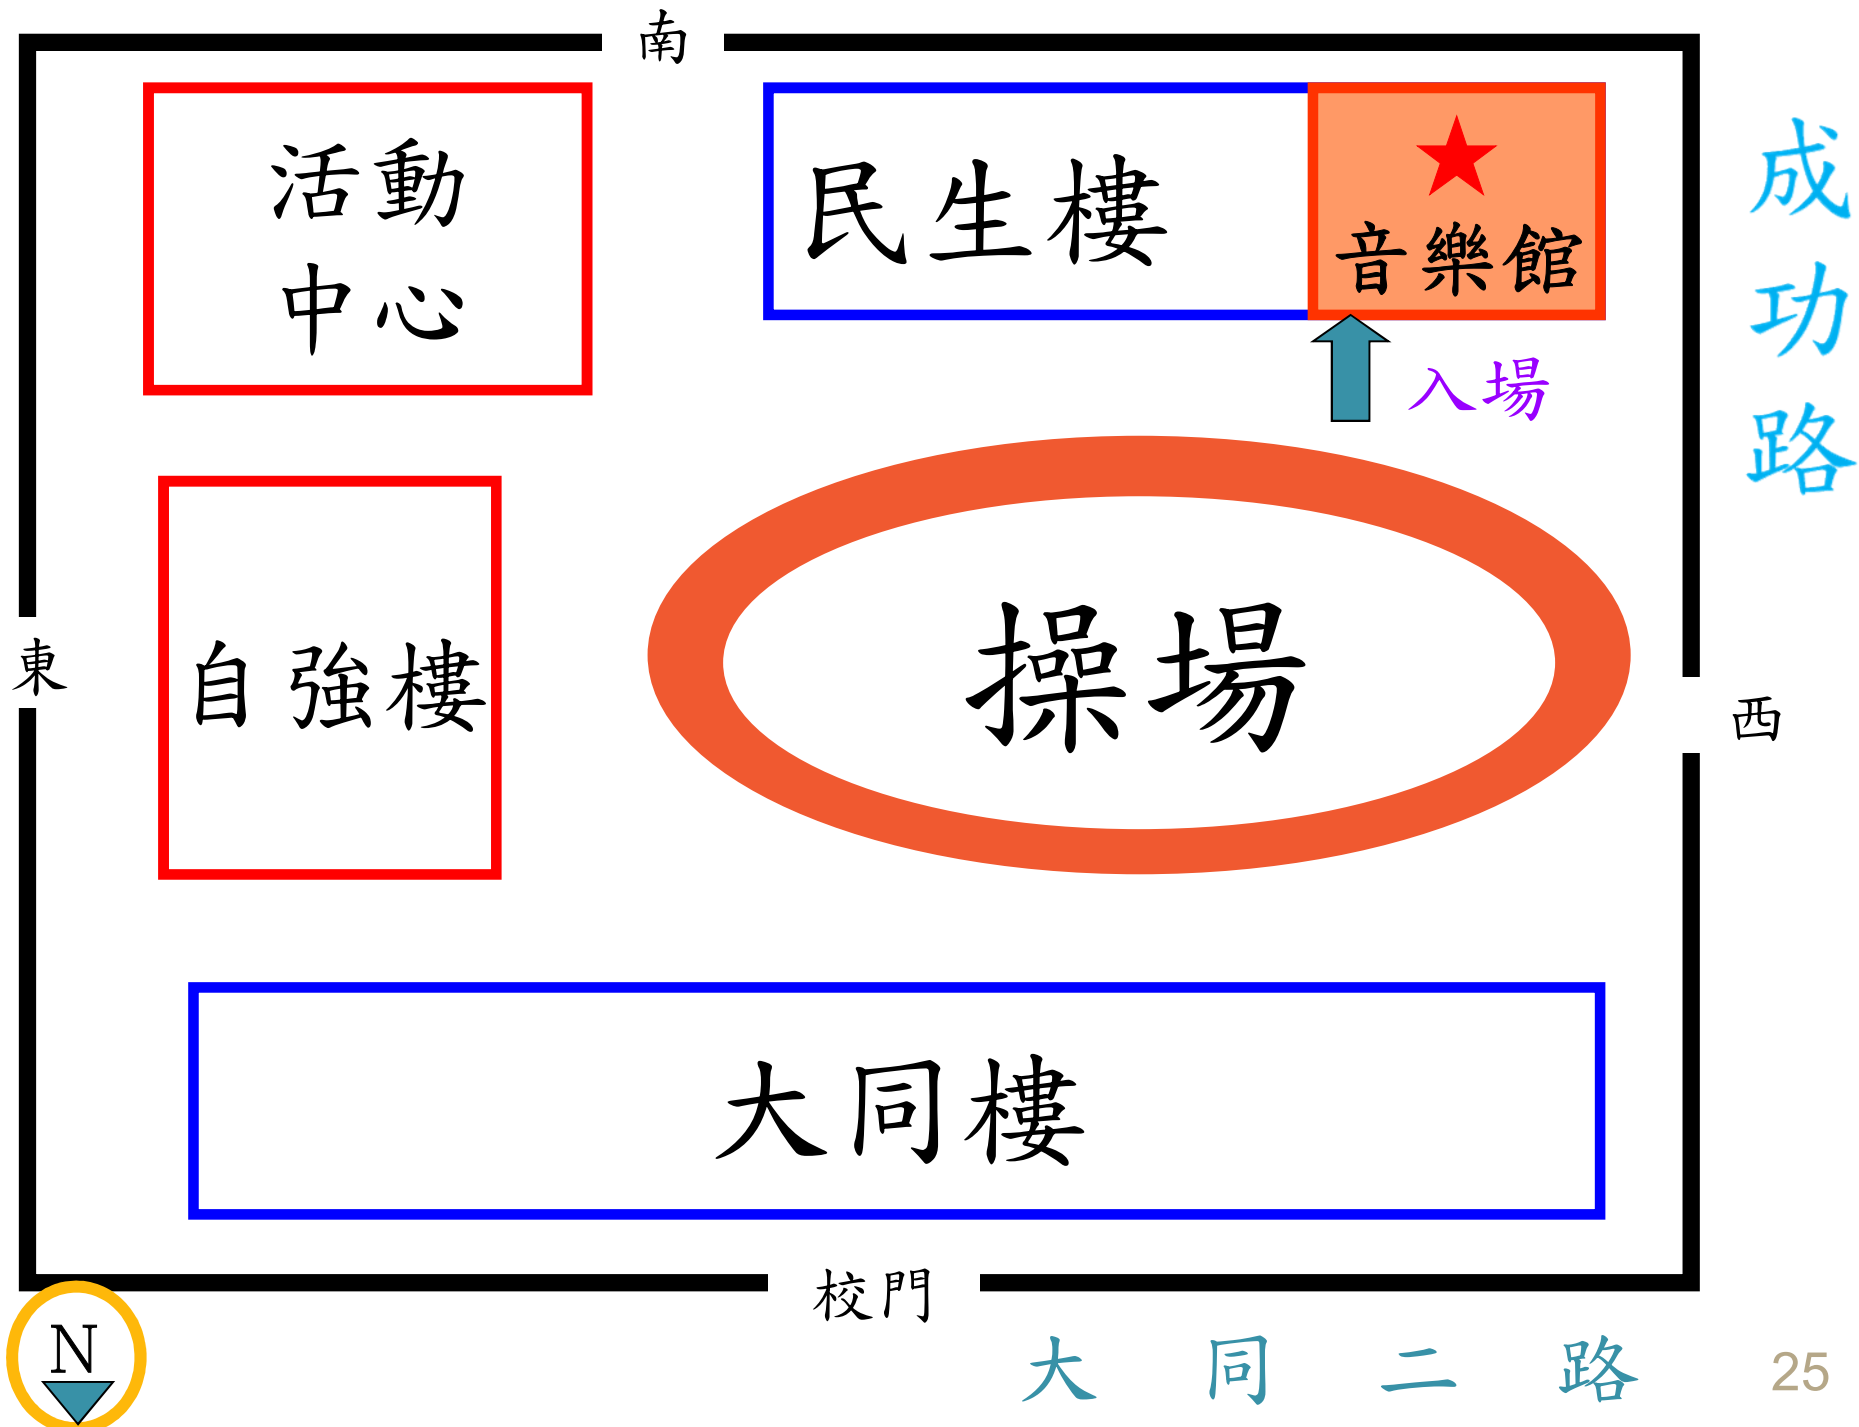 南
活動
中心
民生樓
音樂館
成功路
入場
東
自強樓
操場
西
大同樓
校門
N
大同二路
25